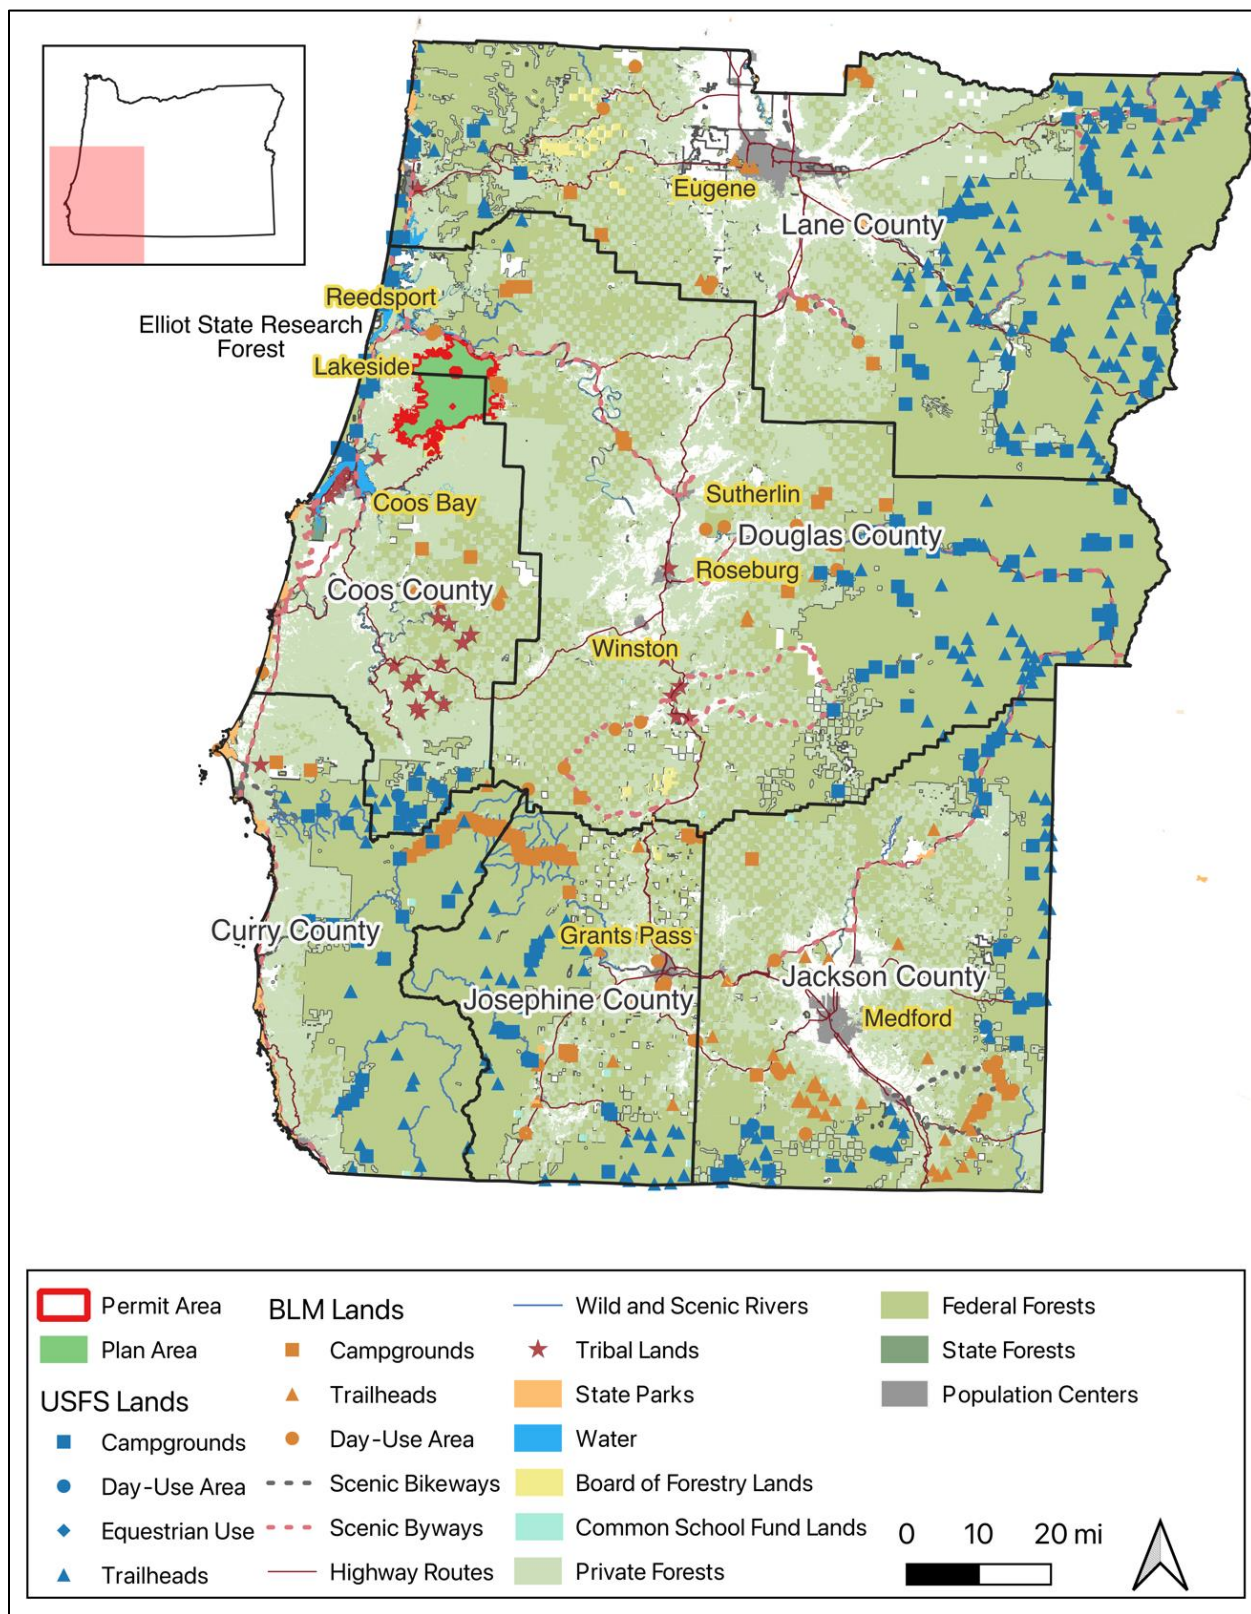 Eugene
Lane County
Reedsport
Elliot State Research
Forest
Lakeside
Sutherlin
Coos Bay
Douglas County
Roseburg
Coos County
Winston
Curry County
Grants Pass
Jackson County
Josephine County
Medford
Permit Area
Plan Area
USFS Lands
Campgrounds
Day-Use Area
Equestrian Use
Trailheads
BLM Lands
Campgrounds
Trailheads
Day-Use Area
Scenic Bikeways
Scenic Byways
Highway Routes
Wild and Scenic Rivers
Tribal Lands
State Parks
Water
Board of Forestry Lands
Common School Fund Lands
Private Forests
Federal Forests
State Forests
Population Centers
0 10 20 mi